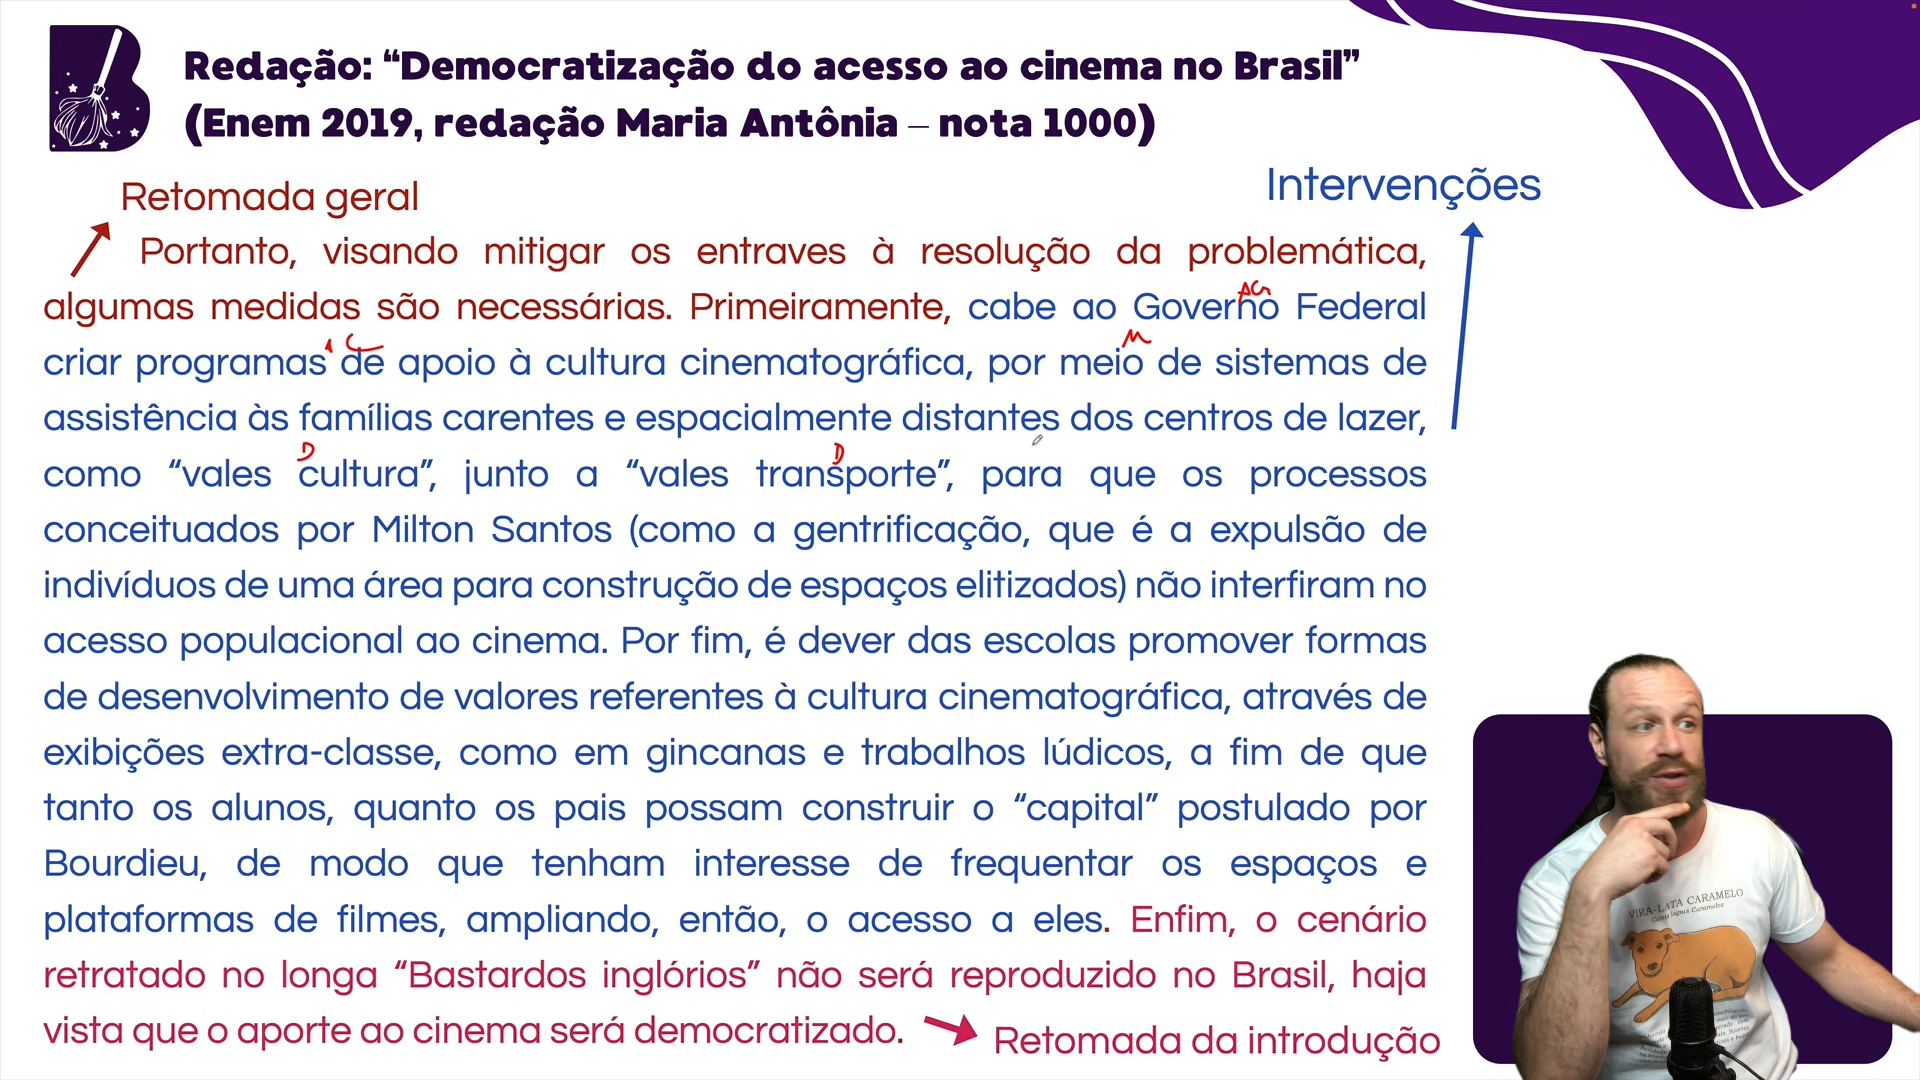 Redação: “Democratização do acesso ao cinema no Brasil”
(Enem 2019, redação Maria Antônia – nota 1000)
Retomada geral
Intervenções
Portanto, visando mitigar os entraves à resolução da problemática,
algumas medidas são necessárias. Primeiramente, cabe ao Governo Federal
criar programas de apoio à cultura cinematográfica, por meio de sistemas de
assistência às famílias carentes e espacialmente distantes dos centros de lazer,
como “vales cultura”, junto a “vales transporte”, para que os processos
conceituados por Milton Santos (como a gentrificação, que é a expulsão de
indivíduos de uma área para construção de espaços elitizados) não interfiram no
acesso populacional ao cinema. Por fim, é dever das escolas promover formas
de desenvolvimento de valores referentes à cultura cinematográfica, através de
exibições extra-classe, como em gincanas e trabalhos lúdicos, a fim de que
tanto os alunos, quanto os pais possam construir o “capital” postulado por
Bourdieu, de modo que tenham interesse de frequentar os espaços e
plataformas de filmes, ampliando, então, o acesso a eles. Enfim, o cenário
retratado no longa “Bastardos inglórios” não será reproduzido no Brasil, haja
vista que o aporte ao cinema será democratizado.
Retomada da introdução
AG
M
D
D
VIRA-LATA CARAMELO
Canis lupus Caramelos